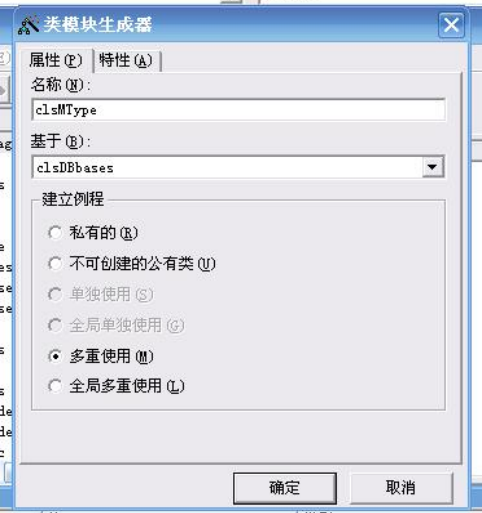 类模块生成器
属性(P) 特性(A)
名称(N):
clsMType
基于(B):
clsDBbases
建立例程
私有的(R)
不可创建的公有类(U)
单独使用(S)
全局单独使用(G)
多重使用(M)
全局多重使用(L)
确定 取消